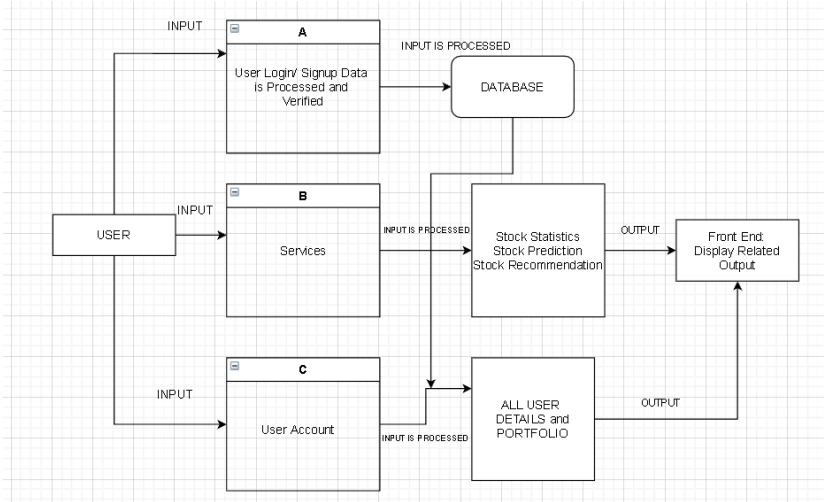 INPUT
A
User Login/ Signup Data
is Processed and
Verified
INPUT IS PROCESSED
DATABASE
USER
INPUT
B
Services
INPUT IS PROCESSED
Stock Statistics
Stock Prediction
Stock Recommendation
OUTPUT
Front End:
Display Related
Output
INPUT
C
User Account
INPUT IS PROCESSED
ALL USER
DETAILS and
PORTFOLIO
OUTPUT